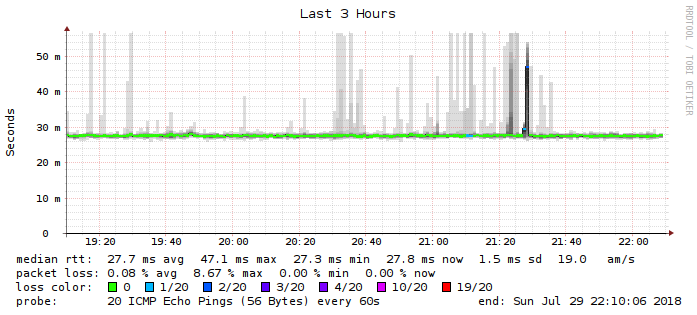 Last 3 Hours
RRDTOOL / TOBI OETIKER
Seconds
50 m
40 m
30 m
20 m
10 m
0
19:20 19:40 20:00 20:20 20:40 21:00 21:20 21:40 22:00
median rtt: 27.7 ms avg 47.1 ms max 27.3 ms min 27.8 ms now 1.5 ms sd 19.0 am/s
packet loss: 0.08 % avg 8.67 % max 0.00 % min 0.00 % now
loss color: 0 1/20 2/20 3/20 4/20 10/20 19/20
probe: 20 ICMP Echo Pings (56 Bytes) every 60s end: Sun Jul 29 22:10:06 2018